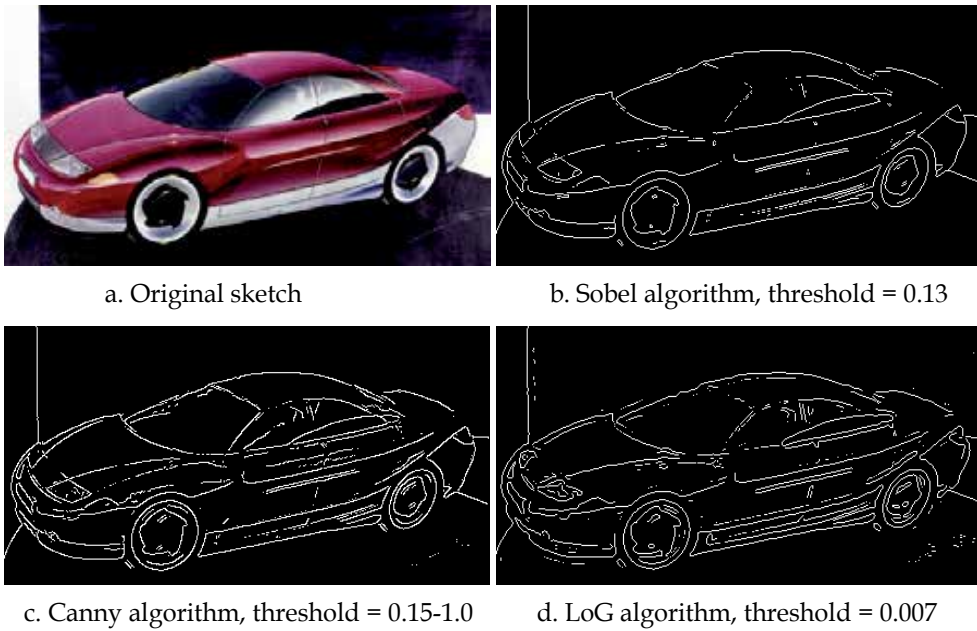 a. Original sketch
b. Sobel algorithm, threshold = 0.13
c. Canny algorithm, threshold = 0.15-1.0
d. LoG algorithm, threshold = 0.007